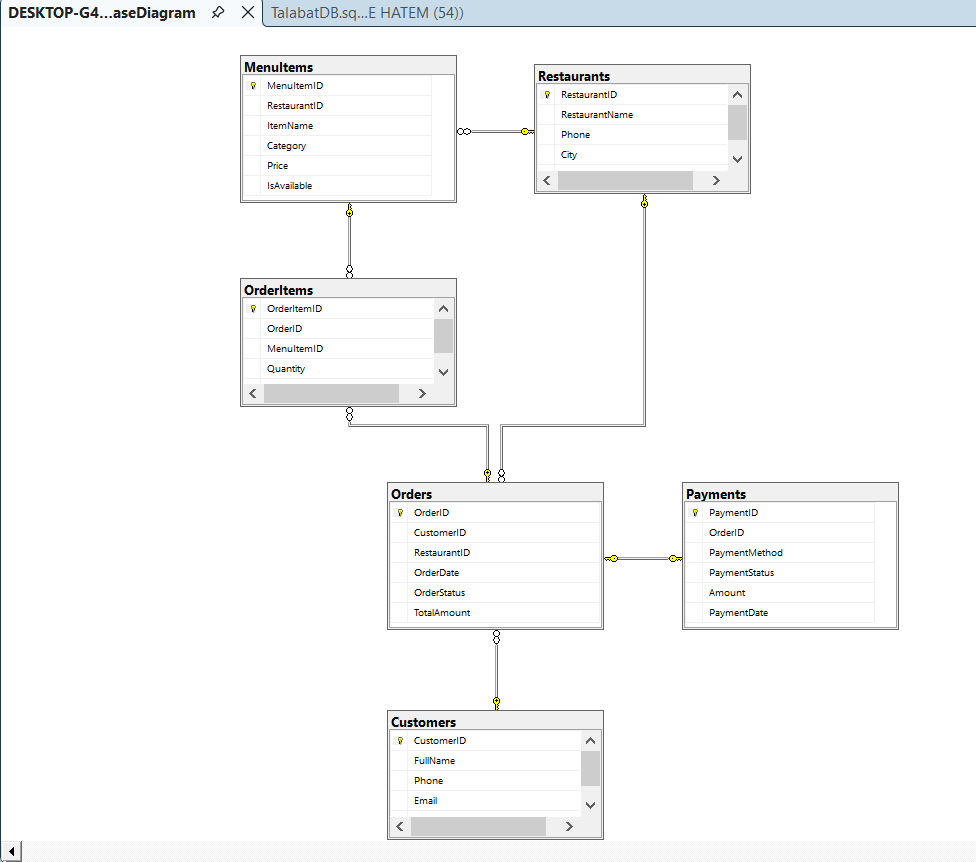 DESKTOP-G4...aseDiagram
TalabatDB.sq...E HATEM (54))
MenuItems
MenuItemID
RestaurantID
ItemName
Category
Price
IsAvailable
Restaurants
RestaurantID
RestaurantName
Phone
City
OrderItems
OrderItemID
OrderID
MenuItemID
Quantity
Orders
OrderID
CustomerID
RestaurantID
OrderDate
OrderStatus
TotalAmount
Payments
PaymentID
OrderID
PaymentMethod
PaymentStatus
Amount
PaymentDate
Customers
CustomerID
FullName
Phone
Email